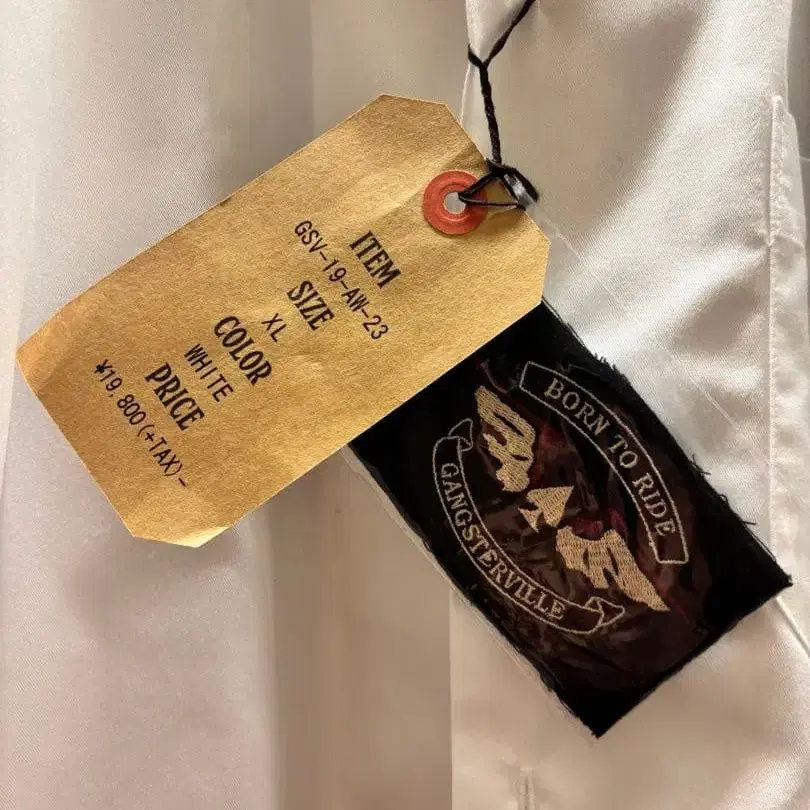 ITEM
GSV-19-AW-23
SIZE
XL
COLOR
WHITE
PRICE
¥19,800(+TAX)-
BORN TO RIDE
GANGSTERVILLE